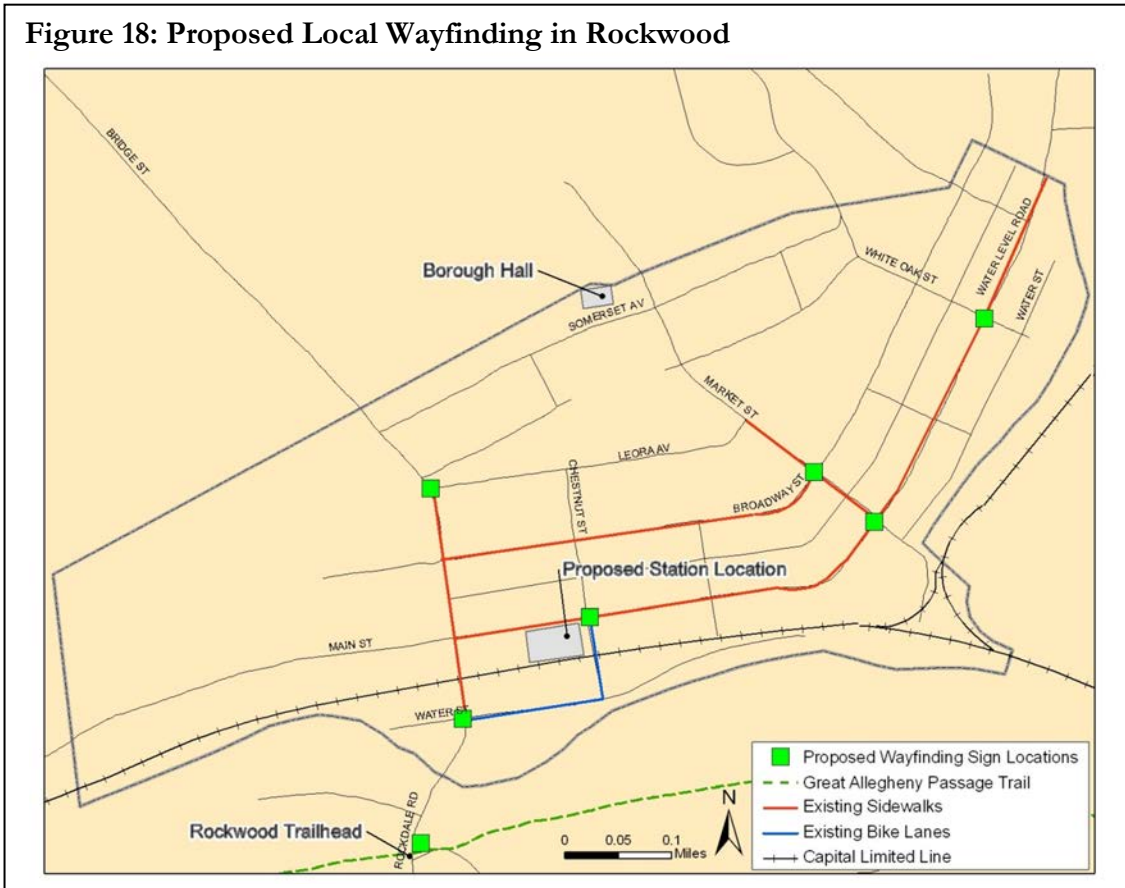 Figure 18: Proposed Local Wayfinding in Rockwood
BRIDGE ST
Borough Hall
SOMERSET AV
WHITE OAK ST
WATER LEVEL ROAD
WATER ST
MARKET ST
LEORA AV
CHESTNUT ST
BROADWAY ST
Proposed Station Location
MAIN ST
WATER ST
ROCKDALE RD
Rockwood Trailhead
N
0 0.05 0.1
Miles
Proposed Wayfinding Sign Locations
Great Allegheny Passage Trail
Existing Sidewalks
Existing Bike Lanes
Capital Limited Line